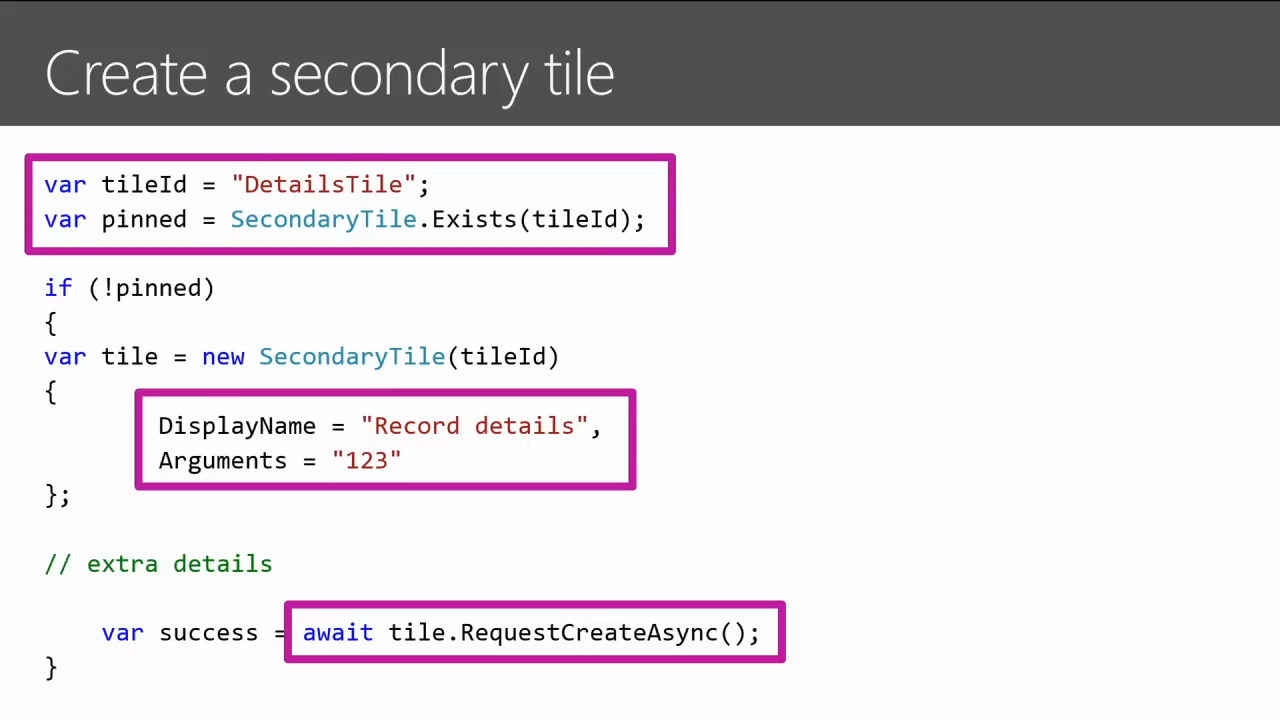 Create a secondary tile
var tileId = "DetailsTile";
var pinned = SecondaryTile.Exists(tileId);
if (!pinned)
{
var tile = new SecondaryTile(tileId)
{
DisplayName = "Record details",
Arguments = "123"
};
// extra details
var success = await tile.RequestCreateAsync();
}